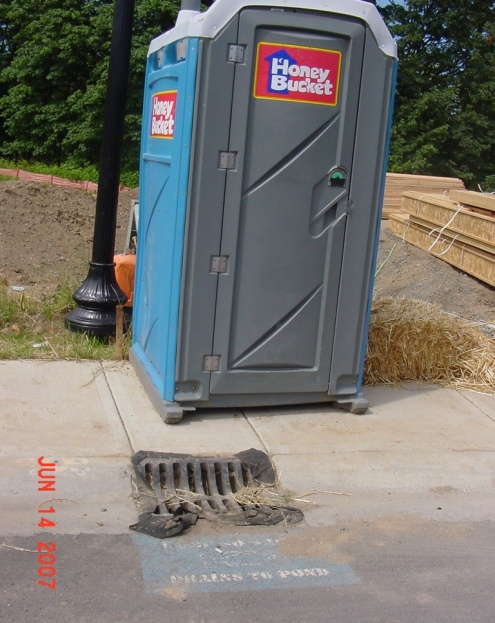 Honey
Bucket
Honey
Bucket
DRAINS TO POND
JUN 14 2007